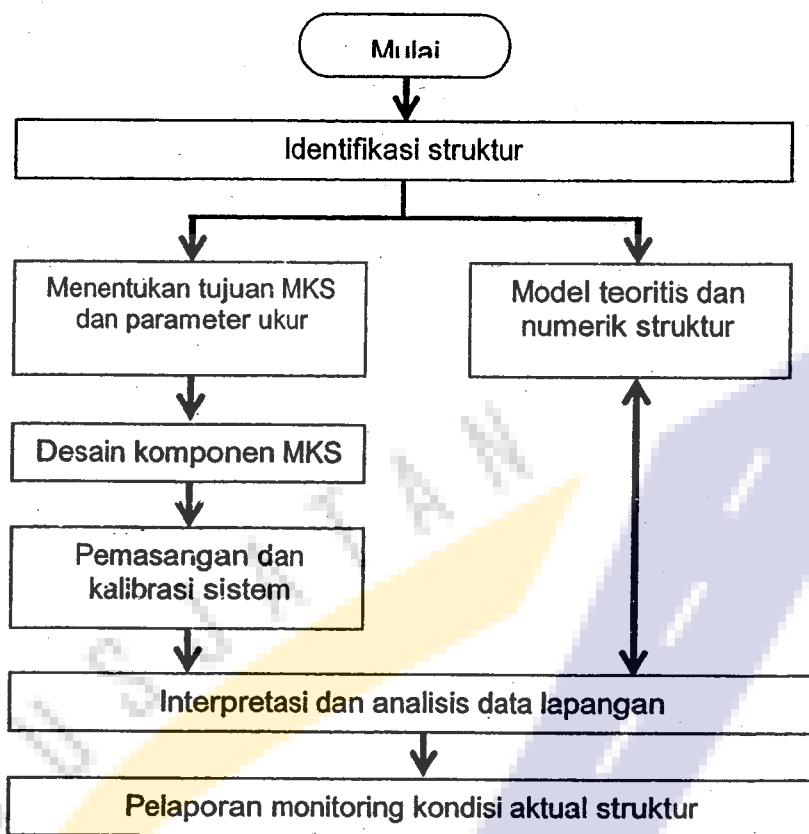 Mulai
Identifikasi struktur
Menentukan tujuan MKS
dan parameter ukur
Model teoritis dan
numerik struktur
Desain komponen MKS
Pemasangan dan
kalibrasi sistem
Interpretasi dan analisis data lapangan
Pelaporan monitoring kondisi aktual struktur
PUSJATAN